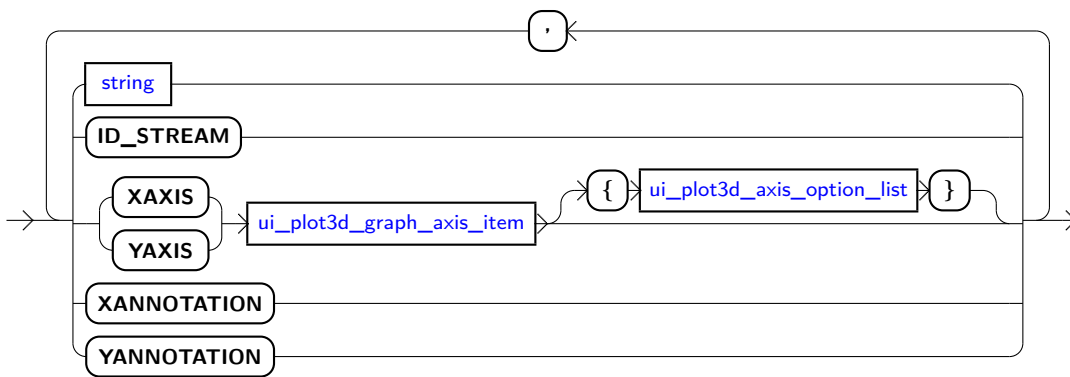 ,
string
ID_STREAM
{ ui_plot3d_axis_option_list }
XAXIS
ui_plot3d_graph_axis_item
YAXIS
XANNOTATION
YANNOTATION